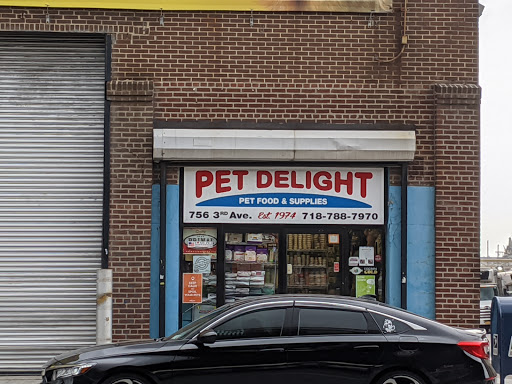 PET DELIGHT
PET FOOD & SUPPLIES
756 3RD Ave. Est. 1974 718-788-7970